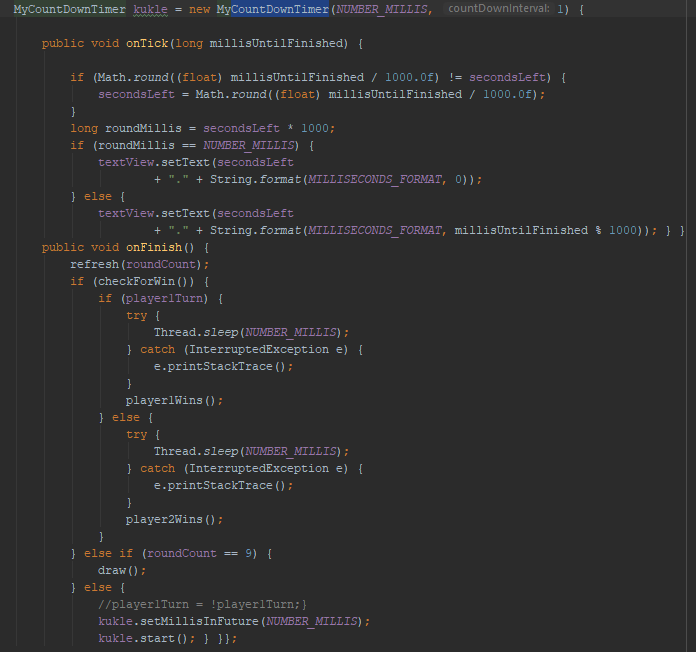 MyCountDownTimer kukle = new MyCountDownTimer(NUMBER_MILLIS, countDownInterval: 1) {
public void onTick(long millisUntilFinished) {
if (Math.round((float) millisUntilFinished / 1000.0f) != secondsLeft) {
secondsLeft = Math.round((float) millisUntilFinished / 1000.0f);
}
long roundMillis = secondsLeft * 1000;
if (roundMillis == NUMBER_MILLIS) {
textView.setText(secondsLeft
+ "." + String.format(MILLISECONDS_FORMAT, 0));
} else {
textView.setText(secondsLeft
+ "." + String.format(MILLISECONDS_FORMAT, millisUntilFinished % 1000)); } }
public void onFinish() {
refresh(roundCount);
if (checkForWin()) {
if (player1Turn) {
try {
Thread.sleep(NUMBER_MILLIS);
} catch (InterruptedException e) {
e.printStackTrace();
}
player1Wins();
} else {
try {
Thread.sleep(NUMBER_MILLIS);
} catch (InterruptedException e) {
e.printStackTrace();
}
player2Wins();
}
} else if (roundCount == 9) {
draw();
} else {
//player1Turn = !player1Turn;}
kukle.setMillisInFuture(NUMBER_MILLIS);
kukle.start(); } }};